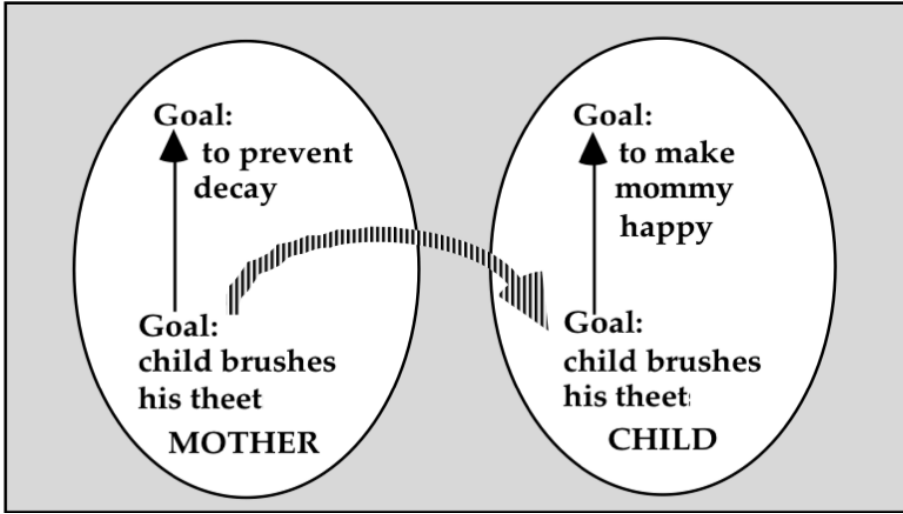 Goal:
to prevent
decay
Goal:
child brushes
his theet
MOTHER
Goal:
to make
mommy
happy
Goal:
child brushes
his theet
CHILD